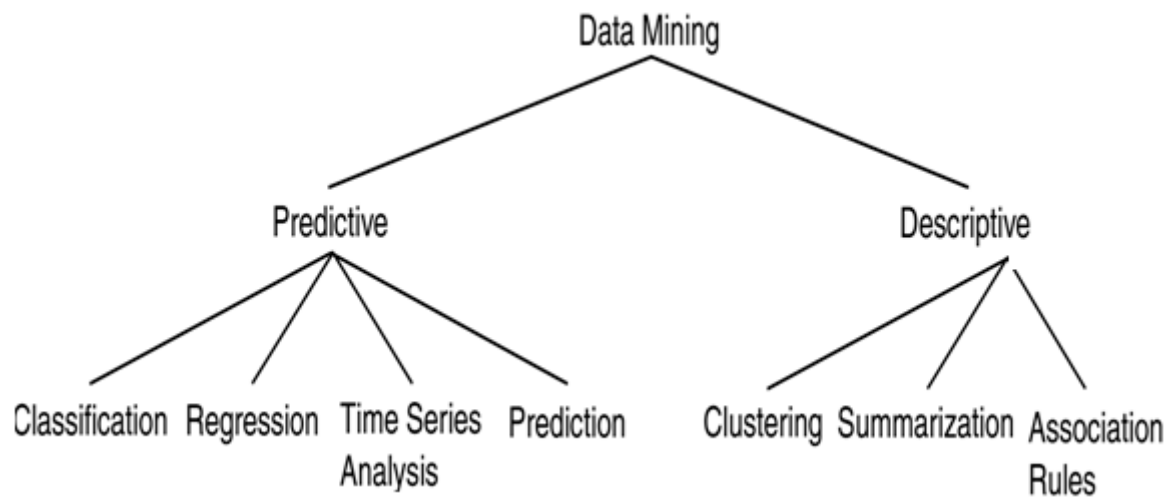 Data Mining
Predictive
Descriptive
Classification
Regression
Time Series
Analysis
Prediction
Clustering
Summarization
Association
Rules